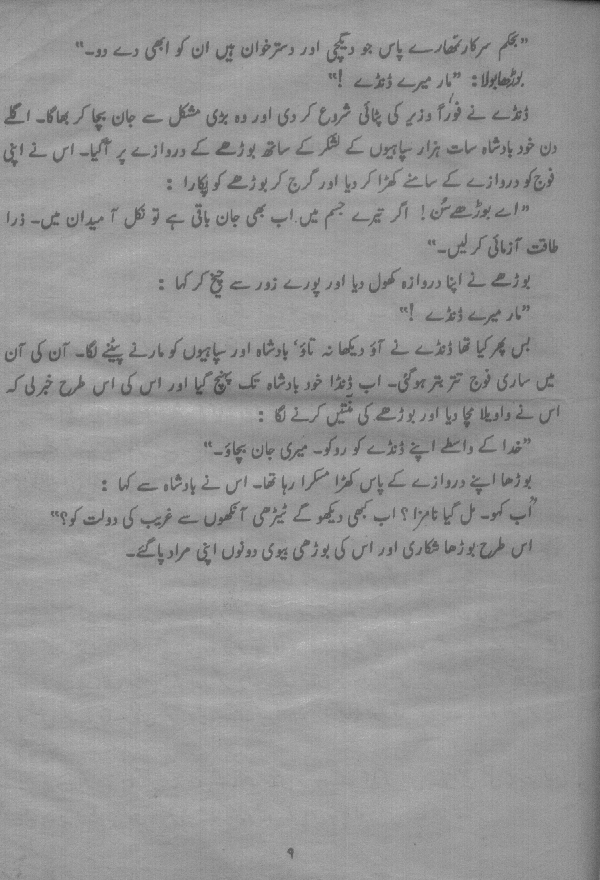 ”بحکم سرکار تمھارے پاس جو دیگچی اور دسترخوان ہیں ان کو ابھی دے دو۔“
بوڑھا بولا: ”مار میرے ڈنڈے !“
ڈنڈے نے فوراً وزیر کی پٹائی شروع کر دی اور وہ بڑی مشکل سے جان بچا کر بھاگا۔ اگلے
دن خود بادشاہ سات ہزار سپاہیوں کے لشکر کے ساتھ بوڑھے کے دروازے پر آگیا۔ اس نے اپنی
فوج کو دروازے کے سامنے کھڑا کر دیا اور گرج کر بوڑھے کو پکارا :
”اے بوڑھے سُن! اگر تیرے جسم میں اب بھی جان باقی ہے تو نکل آ میدان میں۔ ذرا
طاقت آزمائی کر لیں۔“
بوڑھے نے اپنا دروازہ کھول دیا اور پورے زور سے چیخ کر کہا :
”مار میرے ڈنڈے !“
بس پھر کیا تھا ڈنڈے نے آؤ دیکھا نہ تاؤ، بادشاہ اور سپاہیوں کو مارنے پیٹنے لگا۔ آن کی آن
میں ساری فوج تتر بتر ہوگئی۔ اب ڈنڈا خود بادشاہ تک پہنچ گیا اور اس کی اس طرح خبر لی کہ
اس نے واویلا مچا دیا اور بوڑھے کی منّتیں کرنے لگا :
”خدا کے واسطے اپنے ڈنڈے کو روکو۔ میری جان بچاؤ۔“
بوڑھا اپنے دروازے کے پاس کھڑا مسکرا رہا تھا۔ اس نے بادشاہ سے کہا :
”اب کہو۔ مل گیا نا مزا ؟ اب کبھی دیکھو گے ٹیڑھی آنکھوں سے غریب کی دولت کو؟“
اس طرح بوڑھا شکاری اور اس کی بوڑھی بیوی دونوں اپنی مراد پاگئے۔
۹